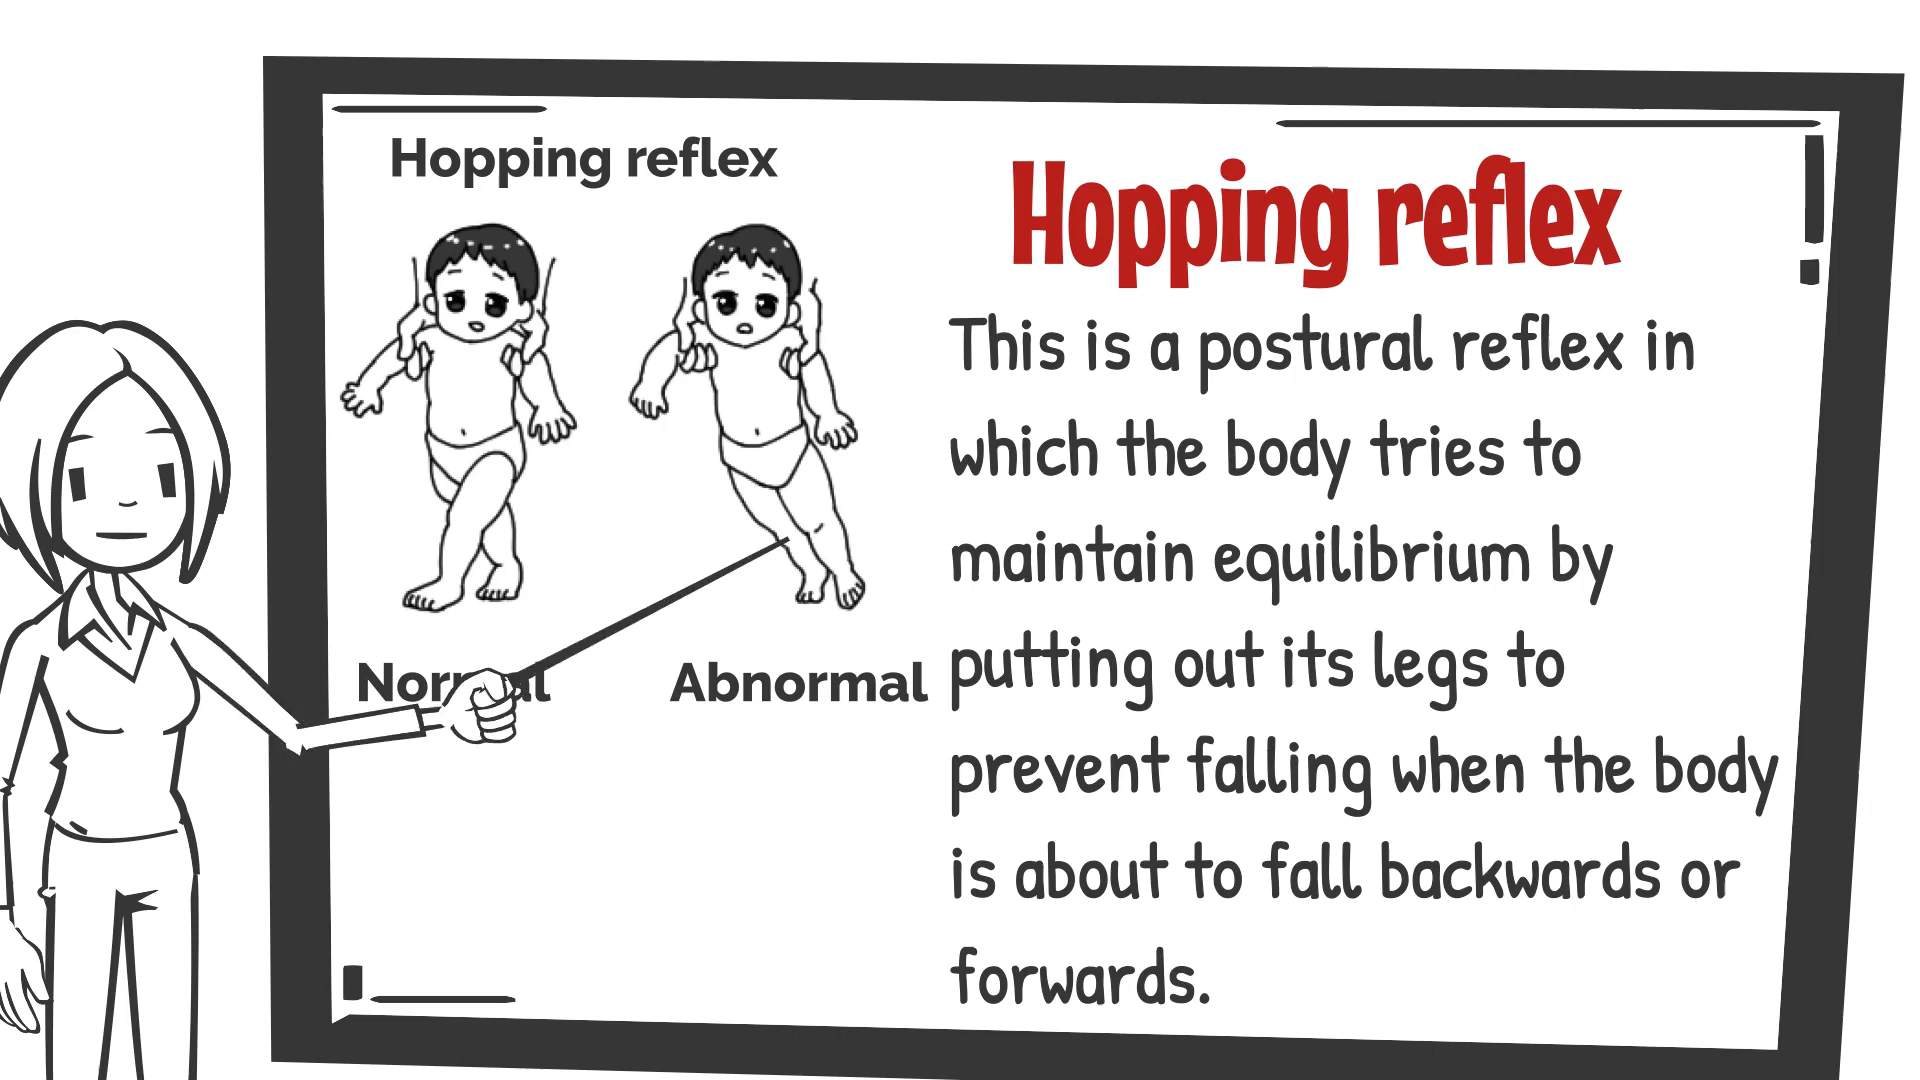 Hopping reflex
Normal
Abnormal
Hopping reflex
This is a postural reflex in
which the body tries to
maintain equilibrium by
putting out its legs to
prevent falling when the body
is about to fall backwards or
forwards.